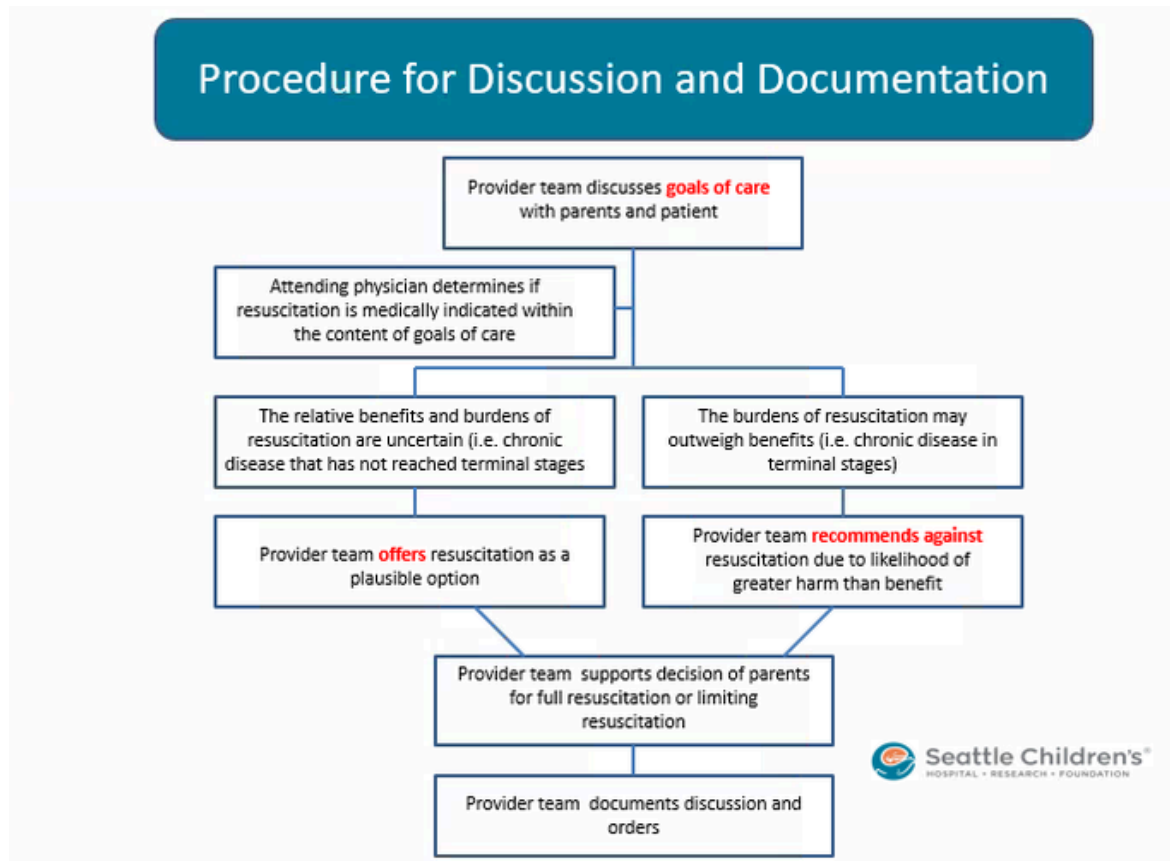 Procedure for Discussion and Documentation
Provider team discusses goals of care
with parents and patient
Attending physician determines if
resuscitation is medically indicated within
the content of goals of care
The relative benefits and burdens of
resuscitation are uncertain (i.e. chronic
disease that has not reached terminal stages
The burdens of resuscitation may
outweigh benefits (i.e. chronic disease in
terminal stages)
Provider team offers resuscitation as a
plausible option
Provider team recommends against
resuscitation due to likelihood of
greater harm than benefit
Provider team supports decision of parents
for full resuscitation or limiting
resuscitation
Provider team documents discussion and
orders
Seattle Children's®
HOSPITAL • RESEARCH • FOUNDATION